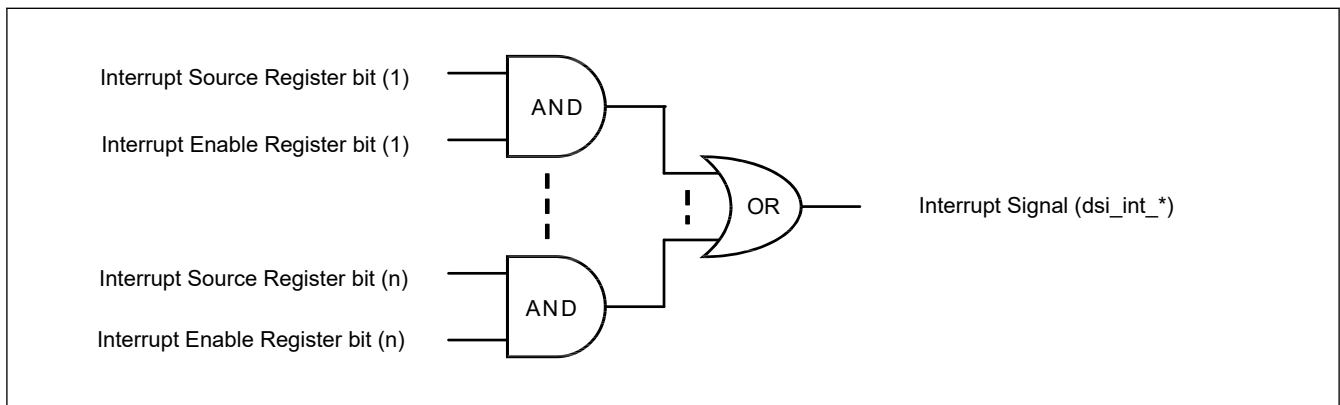 Interrupt Source Register bit (1)
AND
Interrupt Enable Register bit (1)
OR
Interrupt Signal (dsi_int_*)
Interrupt Source Register bit (n)
AND
Interrupt Enable Register bit (n)